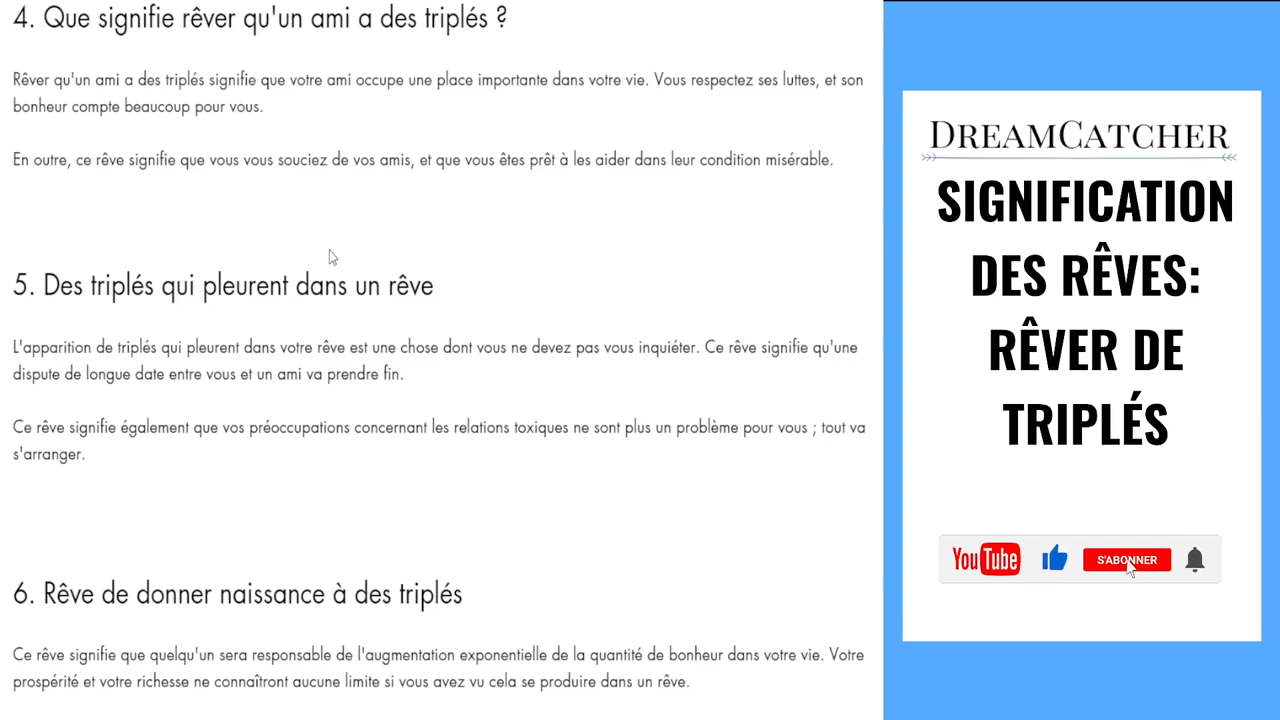 4. Que signifie rêver qu'un ami a des triplés ?
Rêver qu'un ami a des triplés signifie que votre ami occupe une place importante dans votre vie. Vous respectez ses luttes, et son
bonheur compte beaucoup pour vous.
En outre, ce rêve signifie que vous vous souciez de vos amis, et que vous êtes prêt à les aider dans leur condition misérable.
5. Des triplés qui pleurent dans un rêve
L'apparition de triplés qui pleurent dans votre rêve est une chose dont vous ne devez pas vous inquiéter. Ce rêve signifie qu'une
dispute de longue date entre vous et un ami va prendre fin.
Ce rêve signifie également que vos préoccupations concernant les relations toxiques ne sont plus un problème pour vous ; tout va
s'arranger.
6. Rêve de donner naissance à des triplés
Ce rêve signifie que quelqu'un sera responsable de l'augmentation exponentielle de la quantité de bonheur dans votre vie. Votre
prospérité et votre richesse ne connaîtront aucune limite si vous avez vu cela se produire dans un rêve.
DREAMCATCHER
SIGNIFICATION
DES RÊVES:
RÊVER DE
TRIPLÉS
YouTube
S'ABONNER